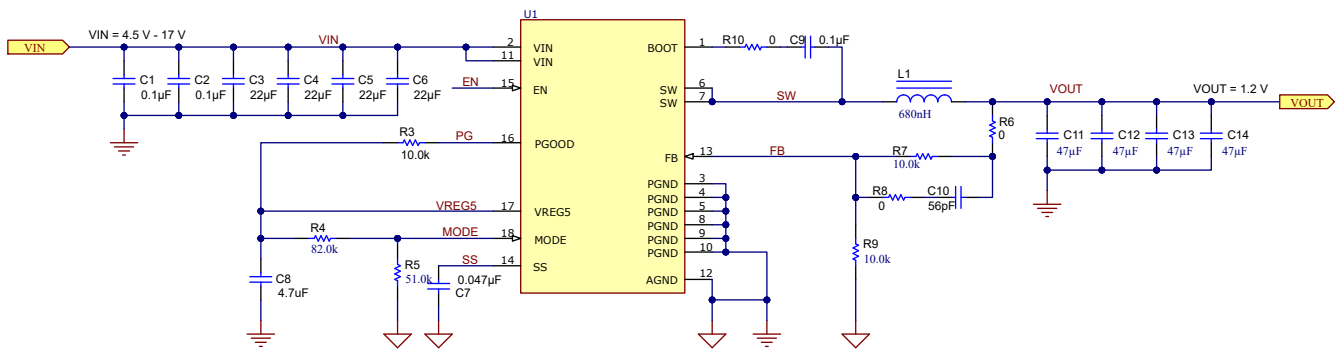 U1
VIN = 4.5 V - 17 V
VIN
VIN
2
VIN
11
VIN
BOOT
1
R10
0
C9
0.1µF
C1
0.1µF
C2
0.1µF
C3
22µF
C4
22µF
C5
22µF
C6
22µF
EN
15
EN
SW
6
SW
7
SW
L1
680nH
VOUT
VOUT = 1.2 V
VOUT
R6
0
C11
47µF
C12
47µF
C13
47µF
C14
47µF
R3
10.0k
PG
16
PGOOD
FB
13
FB
R7
10.0k
R8
0
C10
56pF
PGND
3
PGND
4
PGND
5
PGND
8
PGND
9
PGND
10
VREG5
17
VREG5
R4
82.0k
MODE
18
MODE
R9
10.0k
SS
14
SS
R5
51.0k
0.047µF
C7
C8
4.7uF
AGND
12